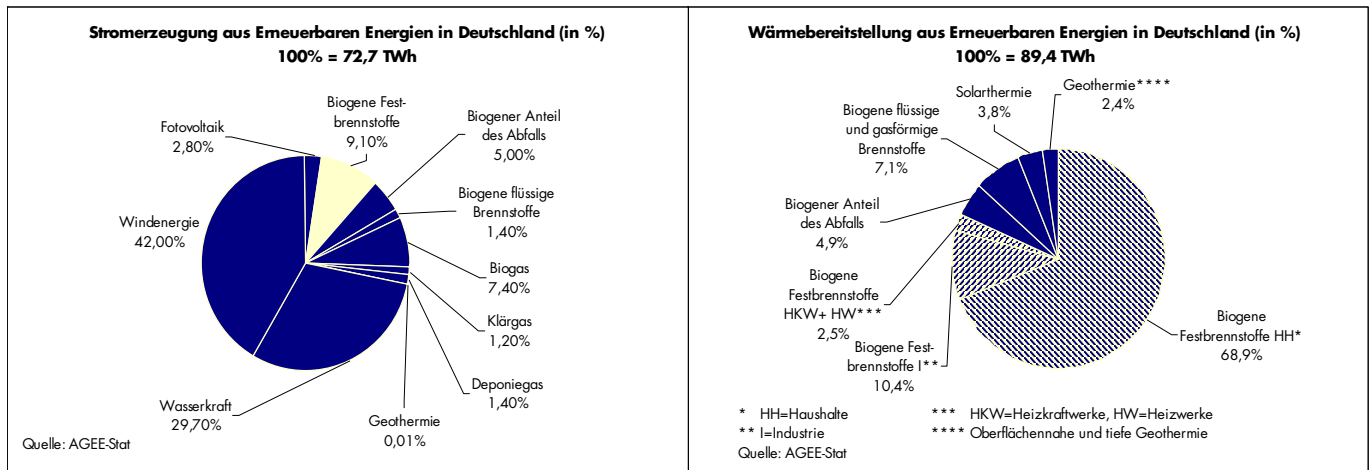 Stromerzeugung aus Erneuerbaren Energien in Deutschland (in %)
100% = 72,7 TWh
Fotovoltaik
2,80%
Biogene Fest-
brennstoffe
9,10%
Biogener Anteil
des Abfalls
5,00%
Biogene flüssige
Brennstoffe
1,40%
Biogas
7,40%
Klärgas
1,20%
Deponiegas
1,40%
Geothermie
0,01%
Wasserkraft
29,70%
Windenergie
42,00%
Quelle: AGEE-Stat
Wärmebereitstellung aus Erneuerbaren Energien in Deutschland (in %)
100% = 89,4 TWh
Geothermie****
2,4%
Solarthermie
3,8%
Biogene flüssige
und gasförmige
Brennstoffe
7,1%
Biogener Anteil
des Abfalls
4,9%
Biogene
Festbrennstoffe
HKW+ HW***
2,5%
Biogene Fest-
brennstoffe I**
10,4%
Biogene
Festbrennstoffe HH*
68,9%
* HH=Haushalte *** HKW=Heizkraftwerke, HW=Heizwerke
** I=Industrie **** Oberflächennahe und tiefe Geothermie
Quelle: AGEE-Stat